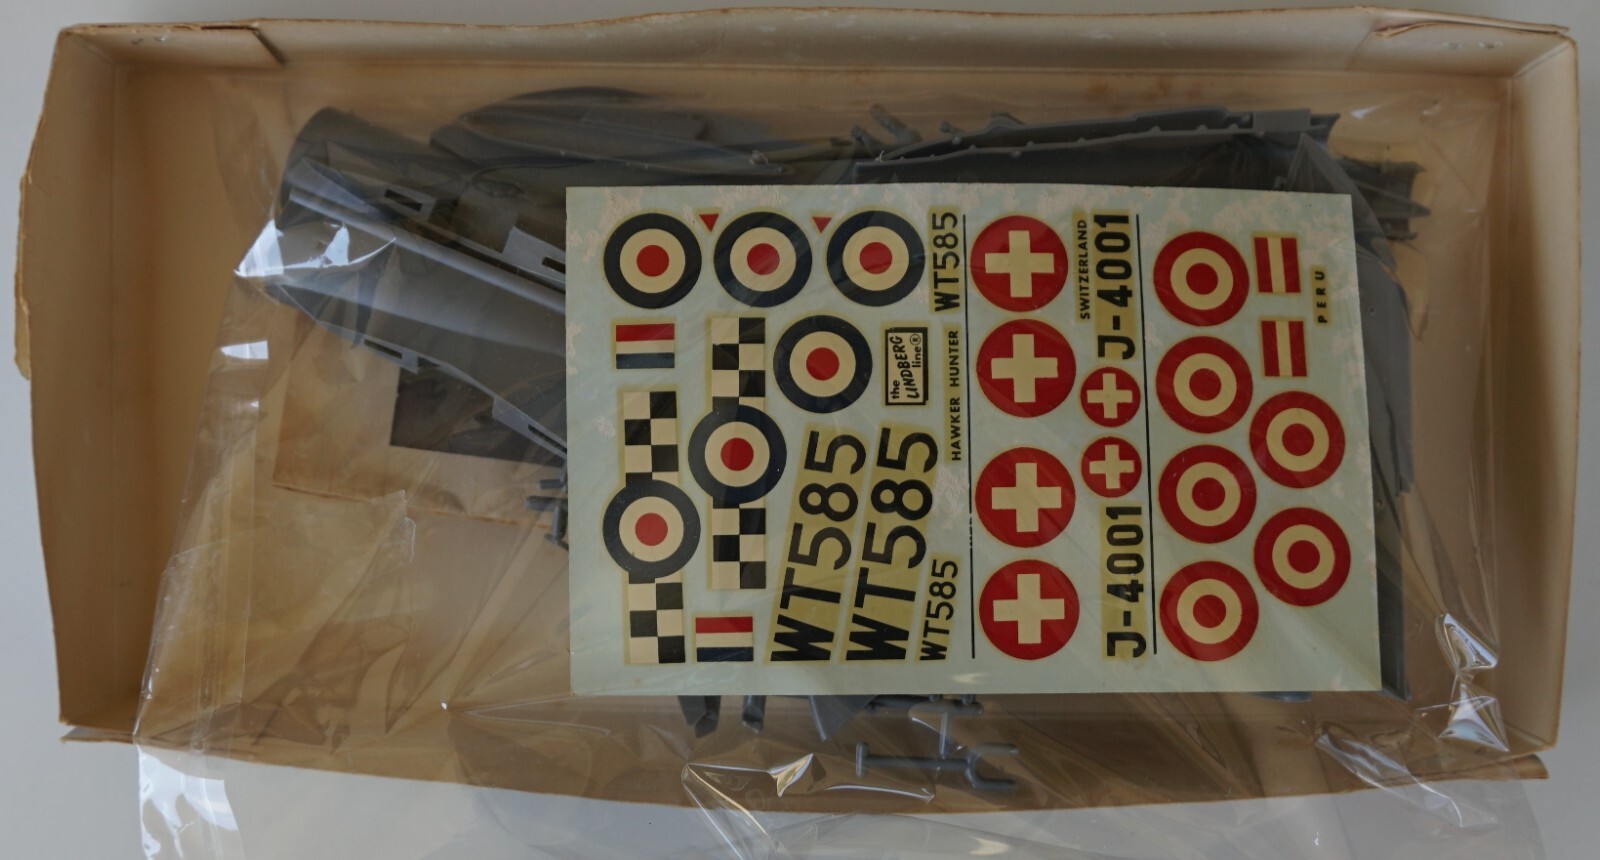 WT585
the
LINDBERG
line®
HAWKER HUNTER
WT585
WT585
WT585
SWITZERLAND
J-4001
J-4001
PERU